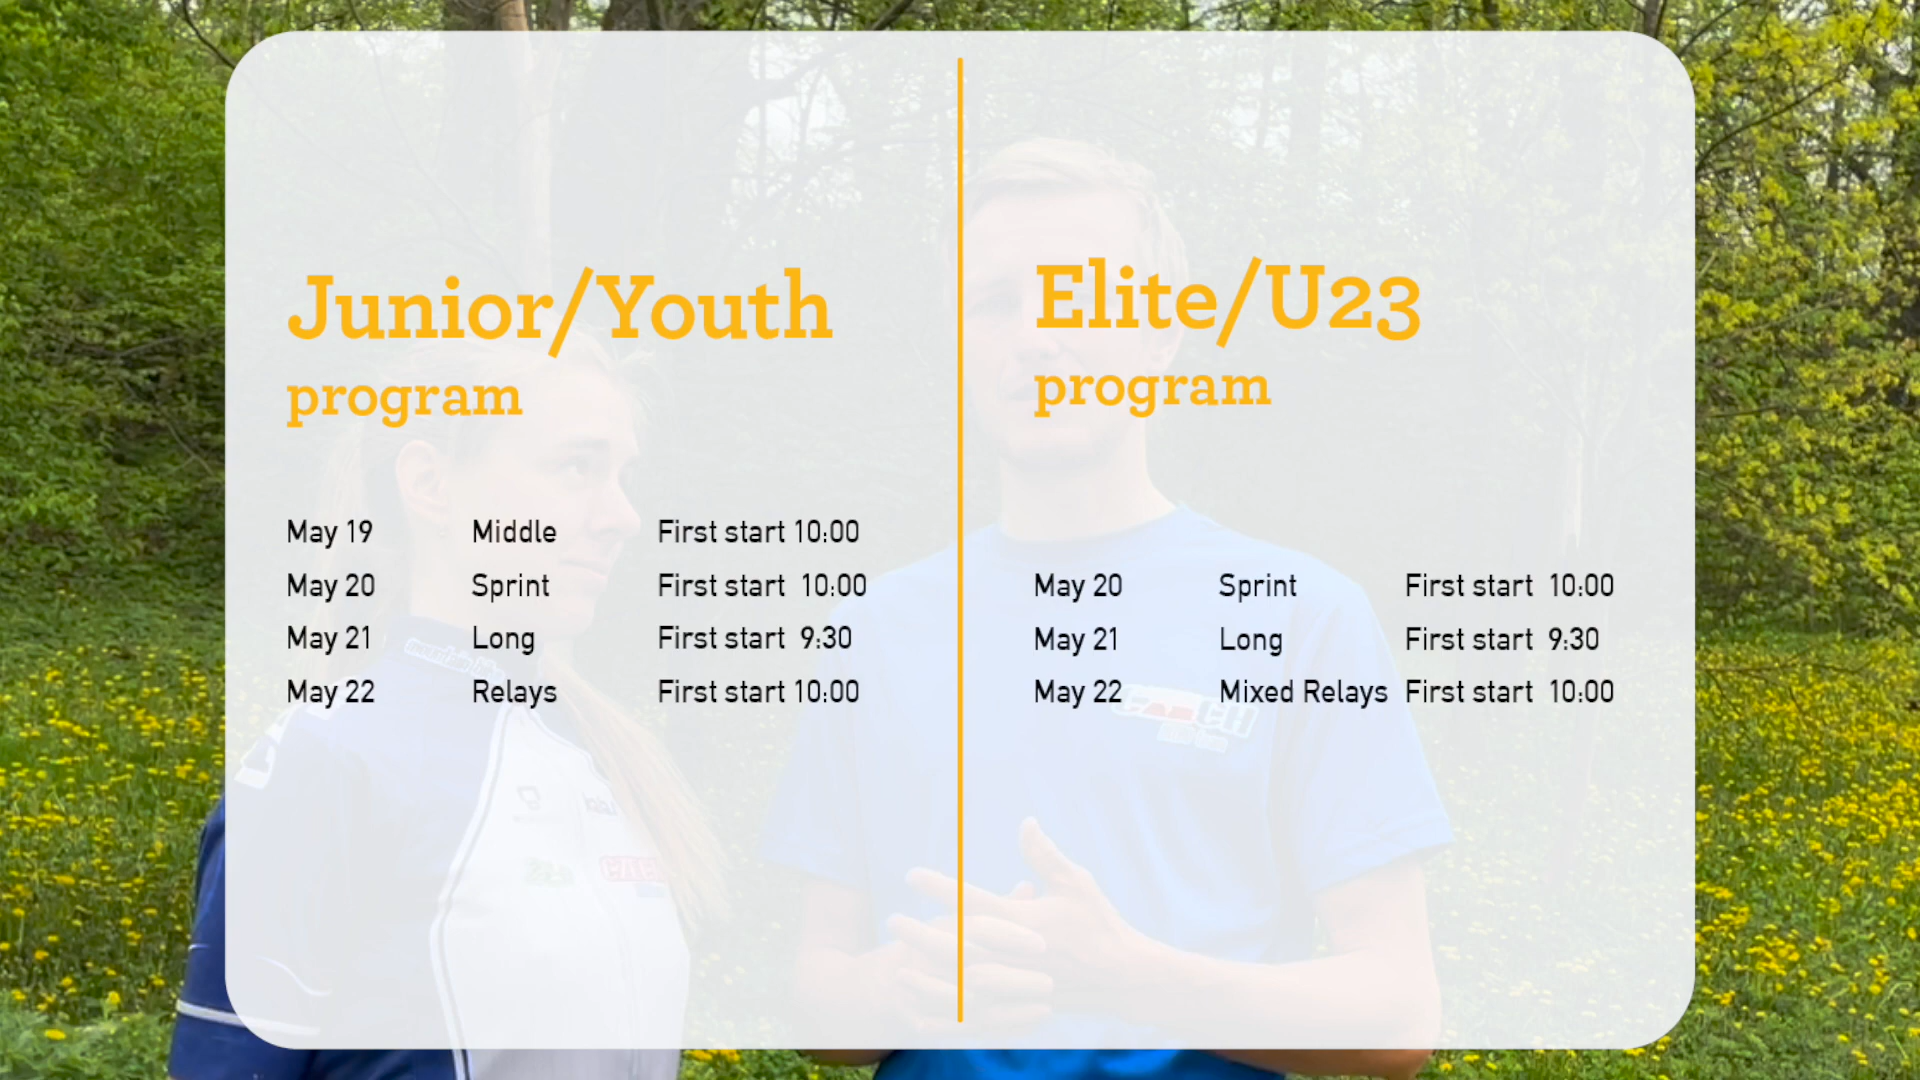 Junior/Youth
program
May 19 Middle First start 10:00
May 20 Sprint First start 10:00
May 21 Long First start 9:30
May 22 Relays First start 10:00
Elite/U23
program
May 20 Sprint First start 10:00
May 21 Long First start 9:30
May 22 Mixed Relays First start 10:00
CZECH